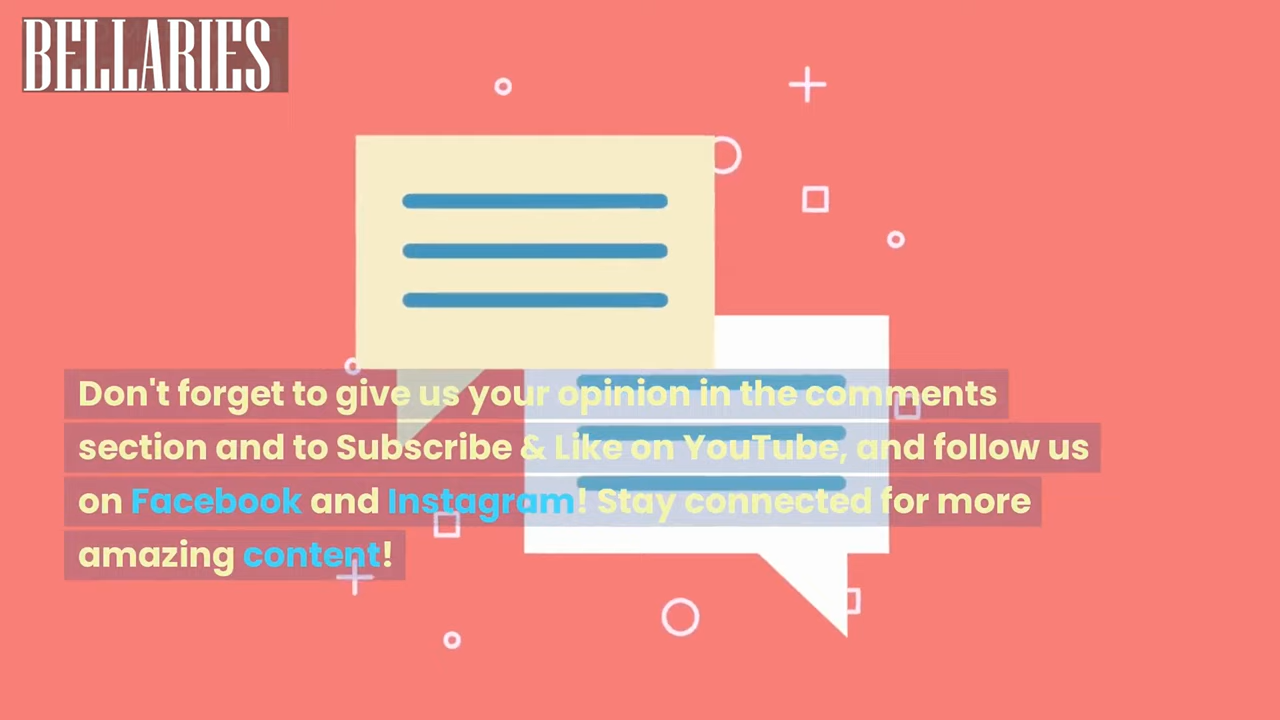 BELLARIES
Don't forget to give us your opinion in the comments
section and to Subscribe & Like on YouTube, and follow us
on Facebook and Instagram! Stay connected for more
amazing content!